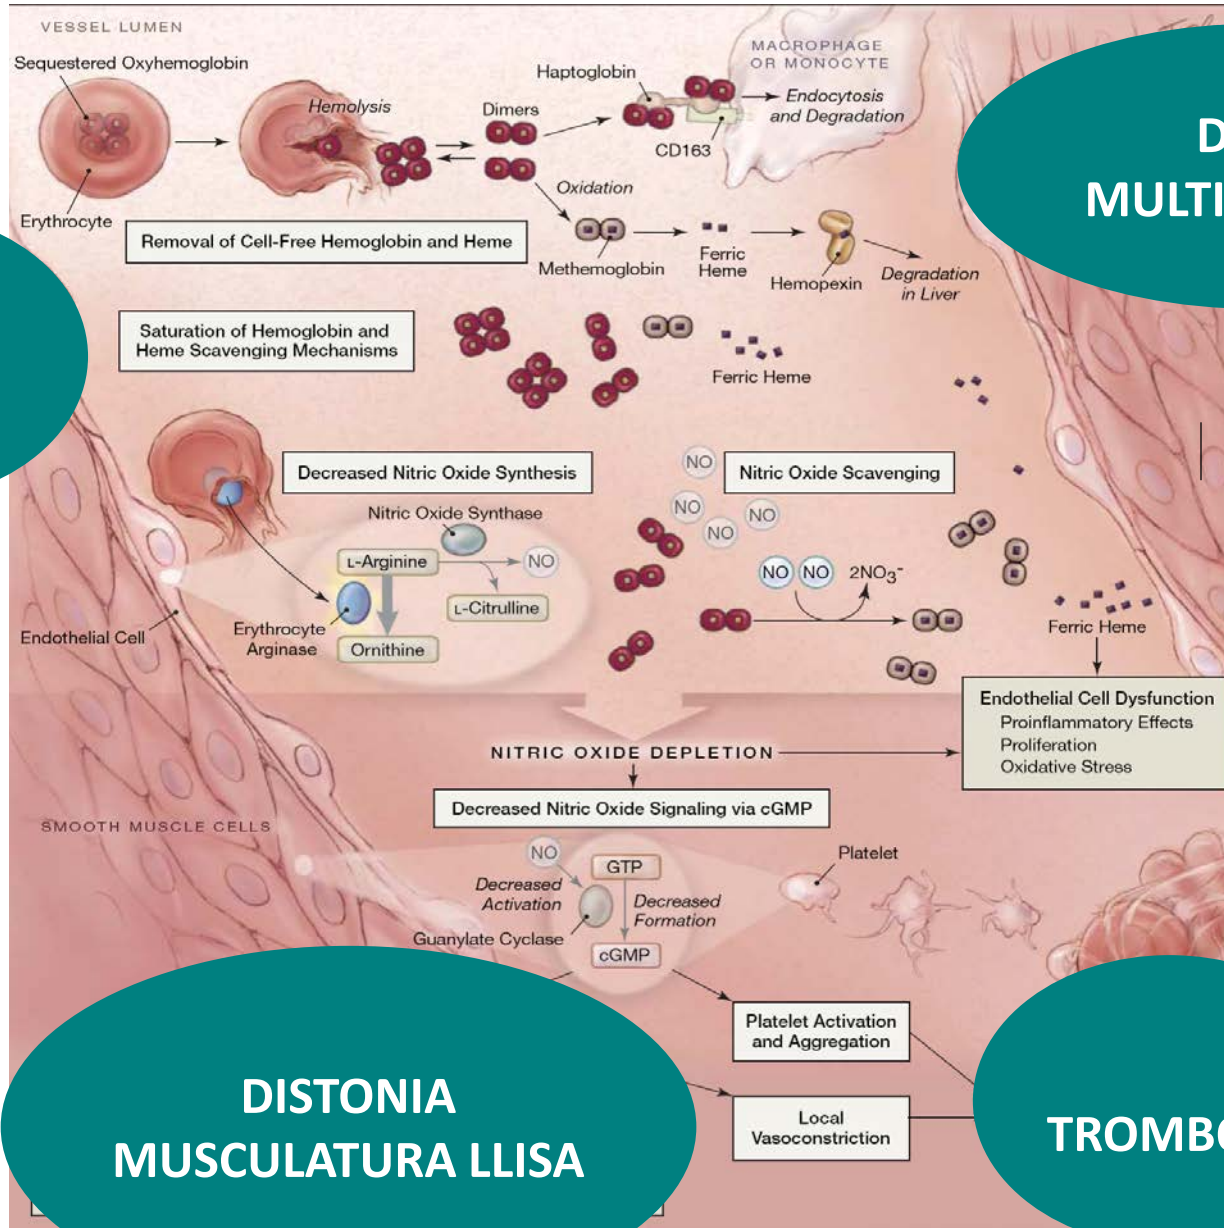 VESSEL LUMEN
Sequestered Oxyhemoglobin
Erythrocyte
Hemolysis
Dimers
Haptoglobin
CD163
MACROPHAGE
OR MONOCYTE
Endocytosis
and Degradation
Oxidation
Methemoglobin
Ferric
Heme
Hemopexin
Degradation
in Liver
Removal of Cell-Free Hemoglobin and Heme
D
MULTI
Saturation of Hemoglobin and
Heme Scavenging Mechanisms
Ferric Heme
Decreased Nitric Oxide Synthesis
Nitric Oxide Synthase
L-Arginine
NO
L-Citrulline
Erythrocyte
Arginase
Ornithine
Endothelial Cell
Nitric Oxide Scavenging
NO
NO
NO
NO
NO NO
2NO3-
Ferric Heme
Endothelial Cell Dysfunction
Proinflammatory Effects
Proliferation
Oxidative Stress
NITRIC OXIDE DEPLETION
Decreased Nitric Oxide Signaling via cGMP
SMOOTH MUSCLE CELLS
NO
GTP
Decreased
Activation
Decreased
Formation
Guanylate Cyclase
cGMP
Platelet
Platelet Activation
and Aggregation
Local
Vasoconstriction
DISTONIA
MUSCULATURA LLISA
TROMBO